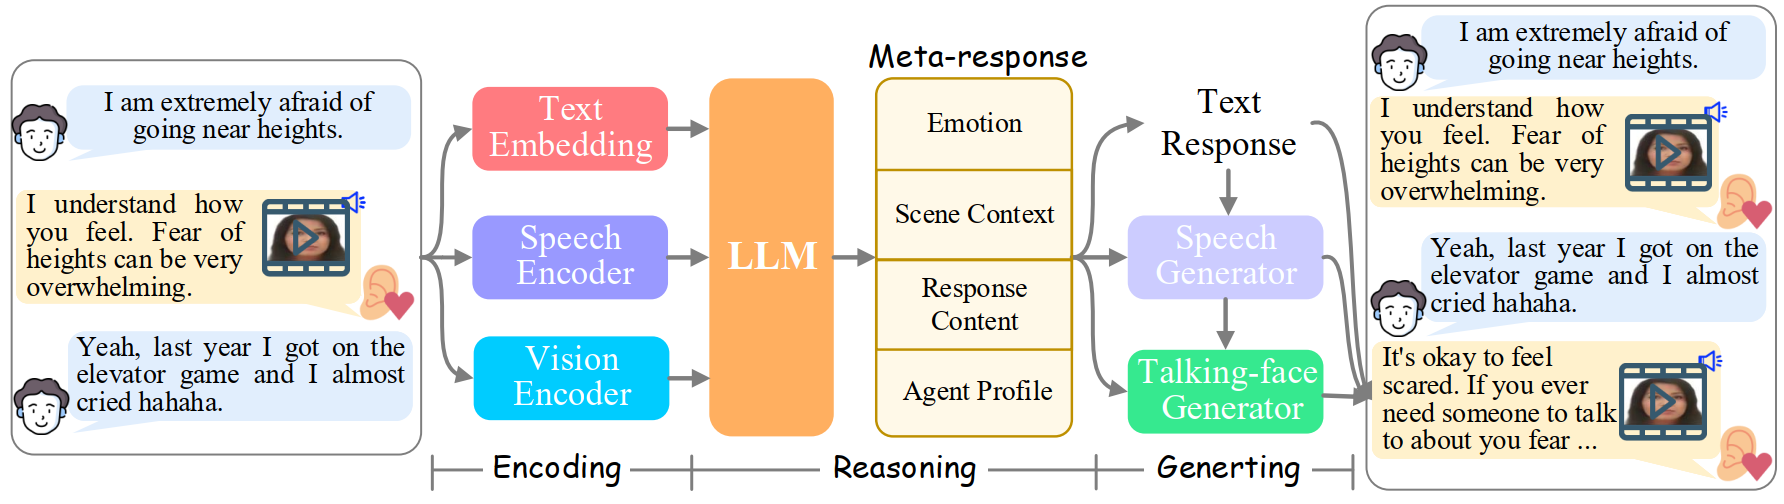 I am extremely afraid of
going near heights.
I understand how
you feel. Fear of
heights can be very
overwhelming.
Yeah, last year I got on the
elevator game and I almost
cried hahaha.
Text
Embedding
Speech
Encoder
Vision
Encoder
LLM
Meta-response
Emotion
Scene Context
Response
Content
Agent Profile
Text
Response
Speech
Generator
Talking-face
Generator
Encoding
Reasoning
Generting
I am extremely afraid of
going near heights.
I understand how
you feel. Fear of
heights can be very
overwhelming.
Yeah, last year I got on the
elevator game and I almost
cried hahaha.
It's okay to feel
scared. If you ever
need someone to talk
to about you fear ...